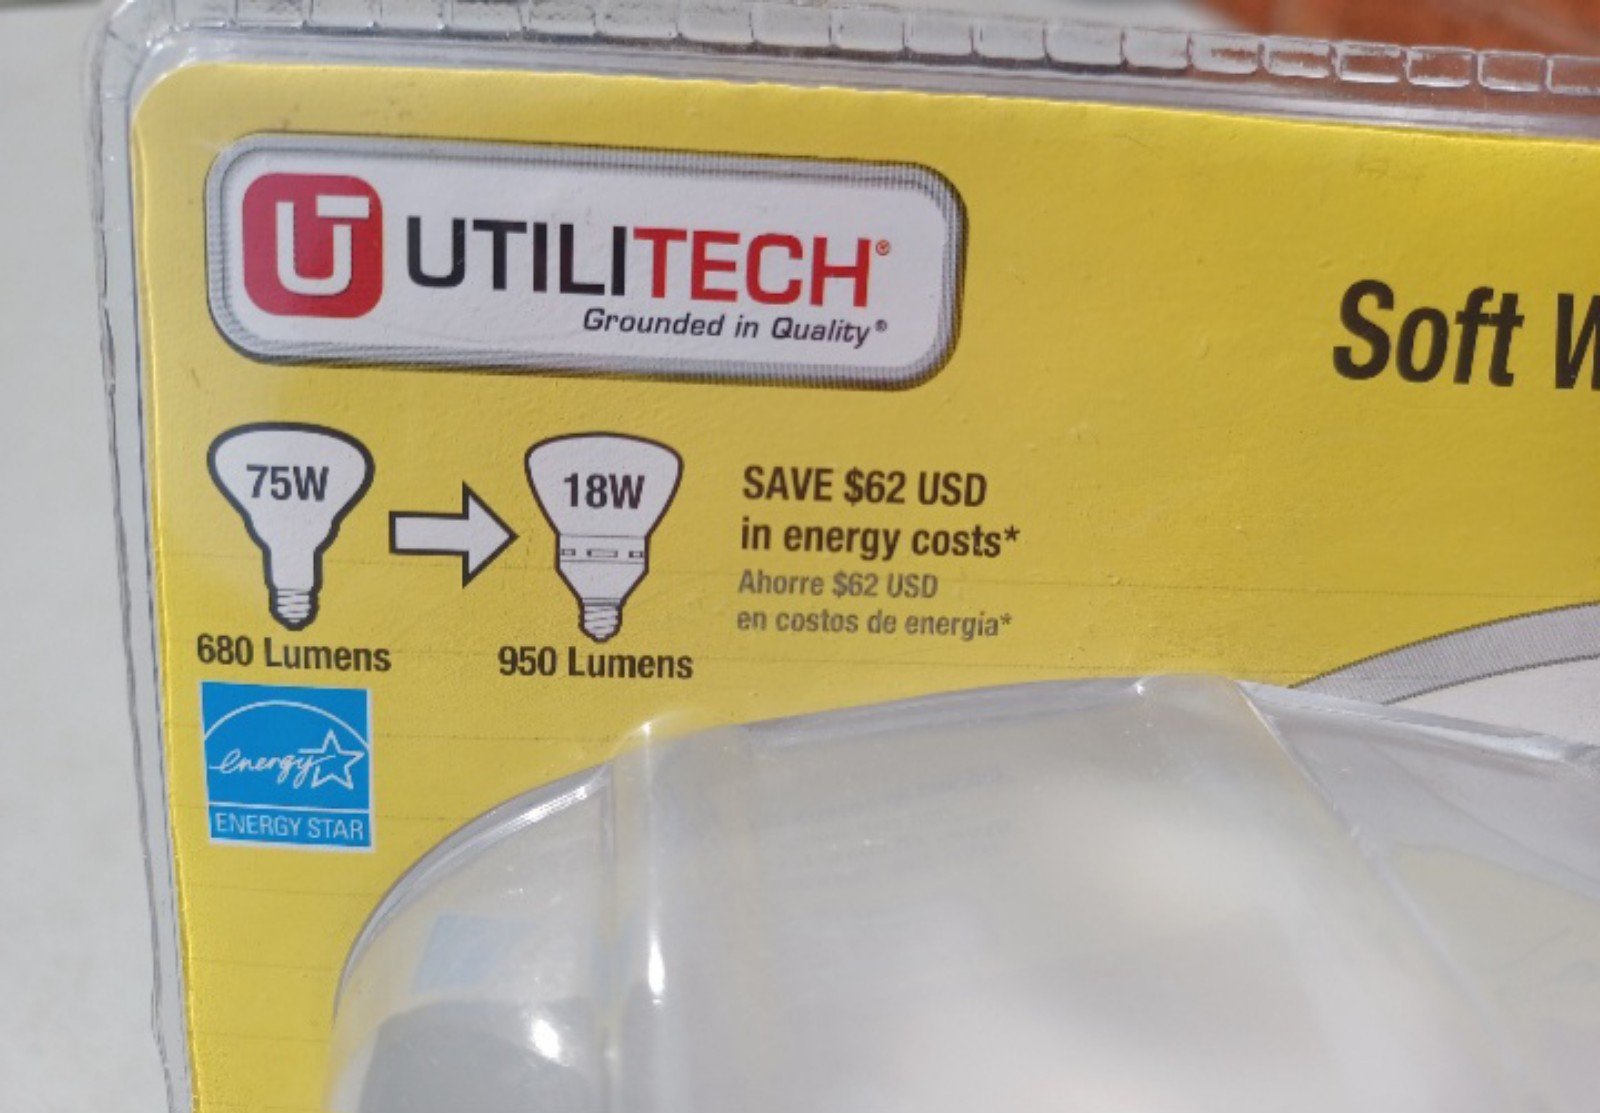 UTILITECH®
Grounded in Quality®
Soft
75W
18W
SAVE $62 USD
in energy costs*
Ahorre $62 USD
en costos de energía*
680 Lumens
950 Lumens
energy
ENERGY STAR